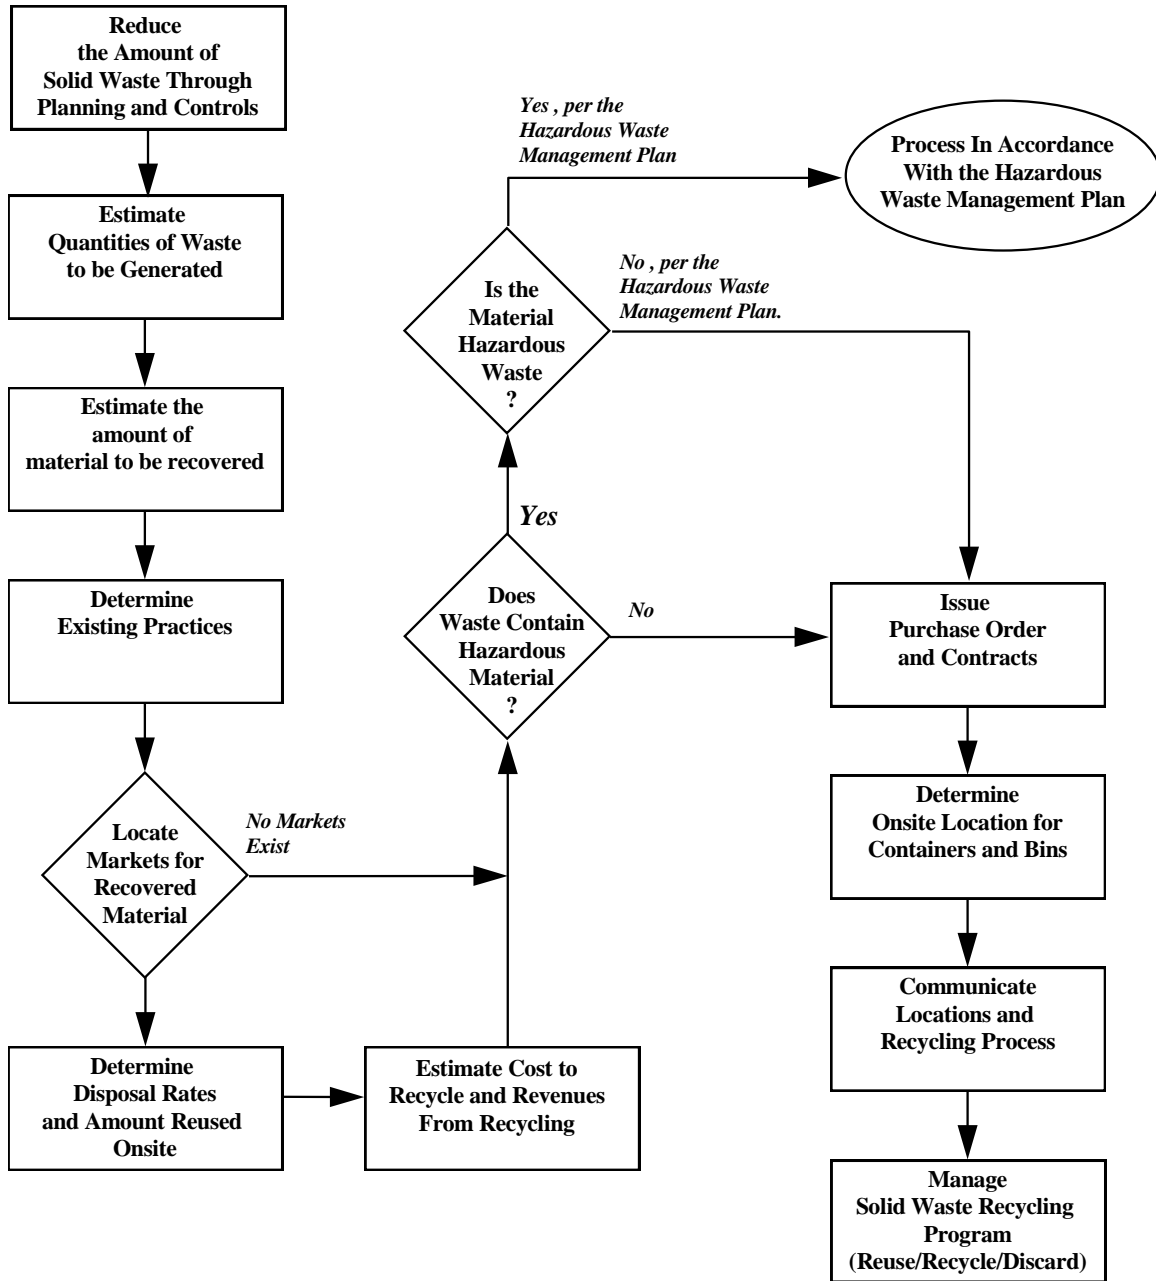 Reduce
the Amount of
Solid Waste Through
Planning and Controls
Estimate
Quantities of Waste
to be Generated
Estimate the
amount of
material to be recovered
Determine
Existing Practices
Locate
Markets for
Recovered
Material
No Markets
Exist
Determine
Disposal Rates
and Amount Reused
Onsite
Estimate Cost to
Recycle and Revenues
From Recycling
Does
Waste Contain
Hazardous
Material
?
Yes
No
Is the
Material
Hazardous
Waste
?
Yes , per the
Hazardous Waste
Management Plan
No , per the
Hazardous Waste
Management Plan.
Process In Accordance
With the Hazardous
Waste Management Plan
Issue
Purchase Order
and Contracts
Determine
Onsite Location for
Containers and Bins
Communicate
Locations and
Recycling Process
Manage
Solid Waste Recycling
Program
(Reuse/Recycle/Discard)